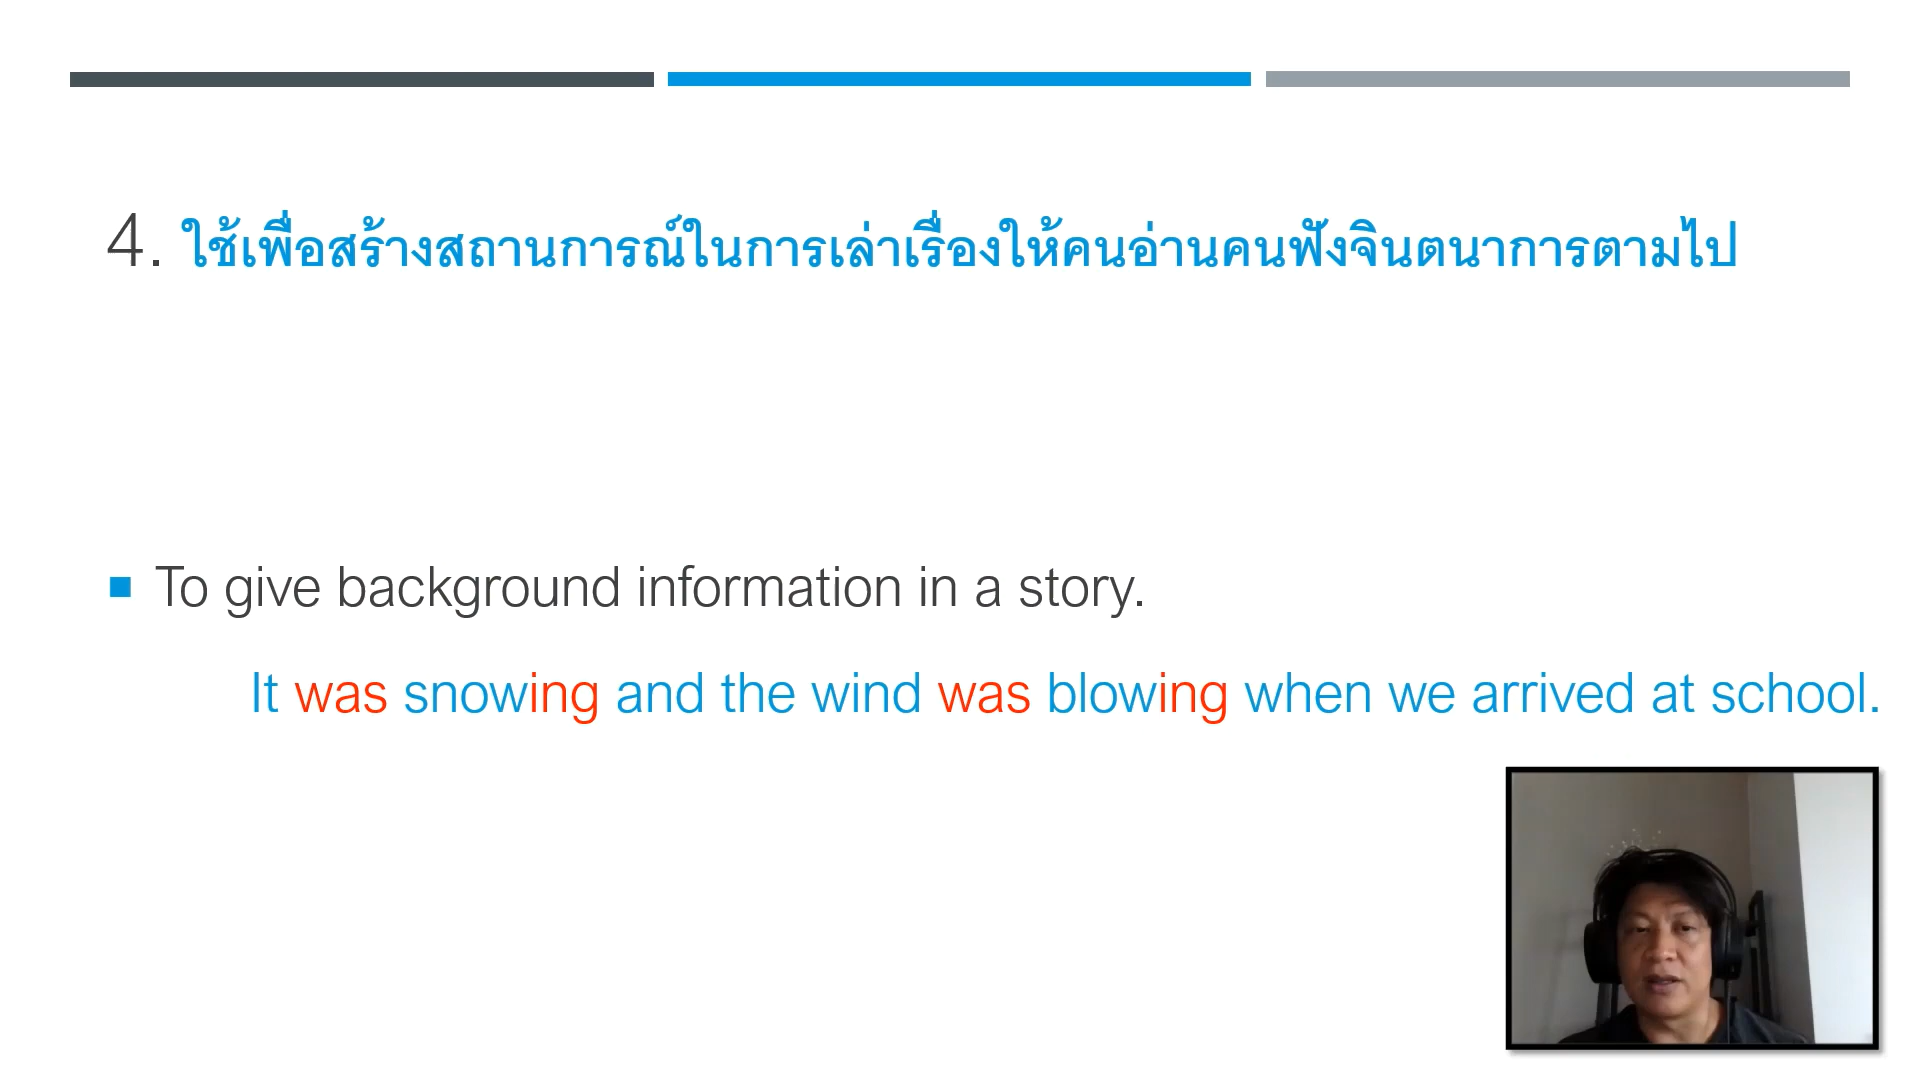 4. ใช้เพื่อสร้างสถานการณ์ในการเล่าเรื่องให้คนอ่านคนฟังจินตนาการตามไป
To give background information in a story.
It was snowing and the wind was blowing when we arrived at school.